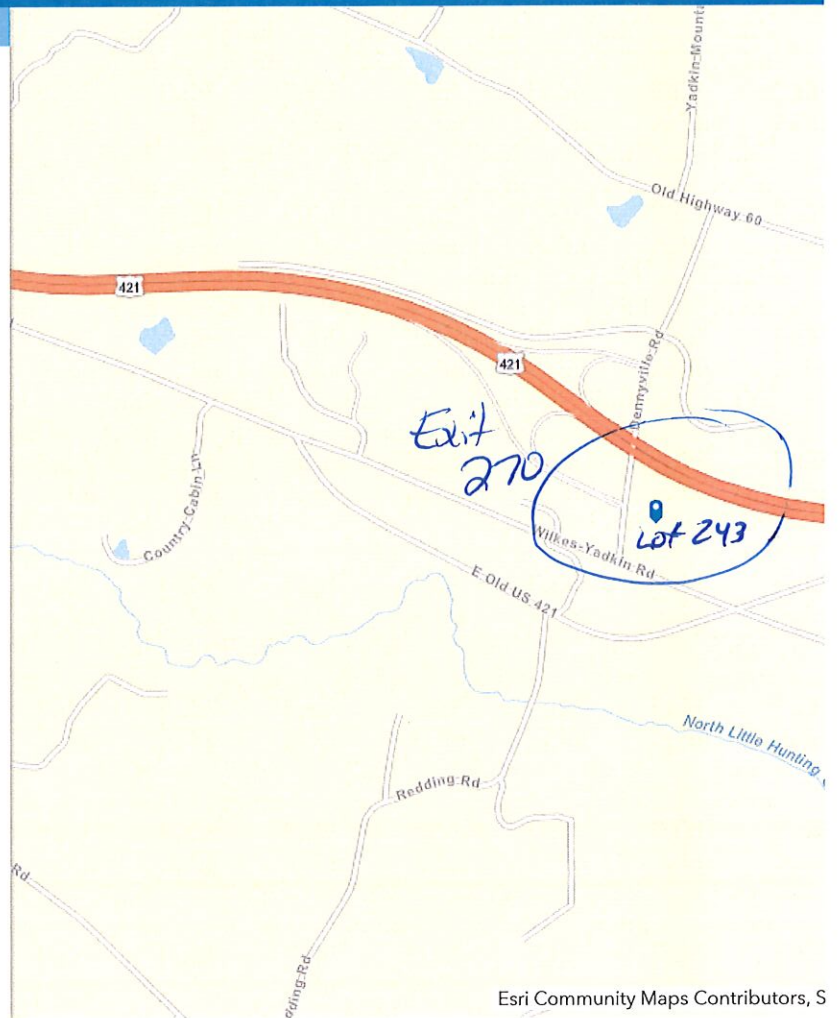 Yadkin-Mounta
Old Highway 60
421
421
Dennyville Rd
Exit
270
Lot 243
Country-Cabin-Ln
Wilkes-Yadkin Rd
E Old US 421
North Little Hunting
Redding Rd
Rd
dding Rd
Esri Community Maps Contributors, S